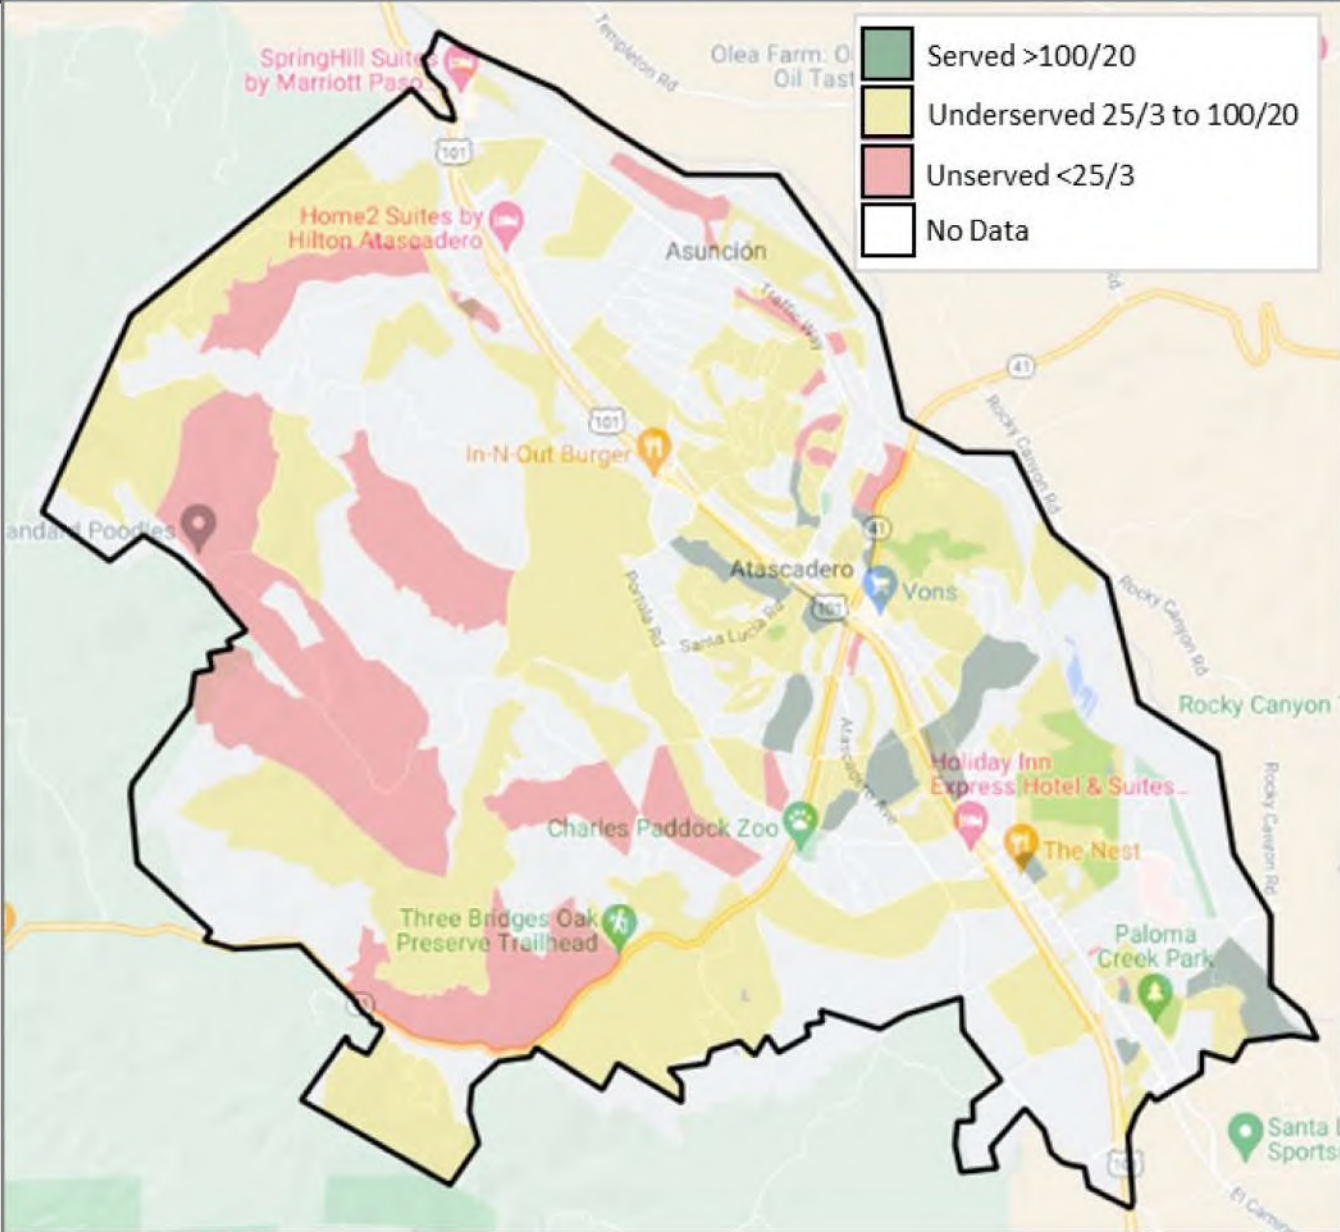 SpringHill Suites
by Marriott Paso...
Templeton Rd
Olea Farm: O
Oil Tast
Served >100/20
Underserved 25/3 to 100/20
Unserved <25/3
No Data
101
Home2 Suites by
Hilton Atascadero
Asunción
Traffic Way
Rd
41
Rocky Canyon Rd
101
In-N-Out Burger
andard Poodles
41
Atascadero
Vons
101
Portola Rd
Santa Lucia Rd
Rocky Canyon Rd
Rocky Canyon
Atascadero Ave
Holiday Inn
Express Hotel & Suites...
Rocky Canyon Rd
Charles Paddock Zoo
The Nest
Three Bridges Oak
Preserve Trailhead
Paloma
Creek Park
101
Santa L
Sports
El Camin